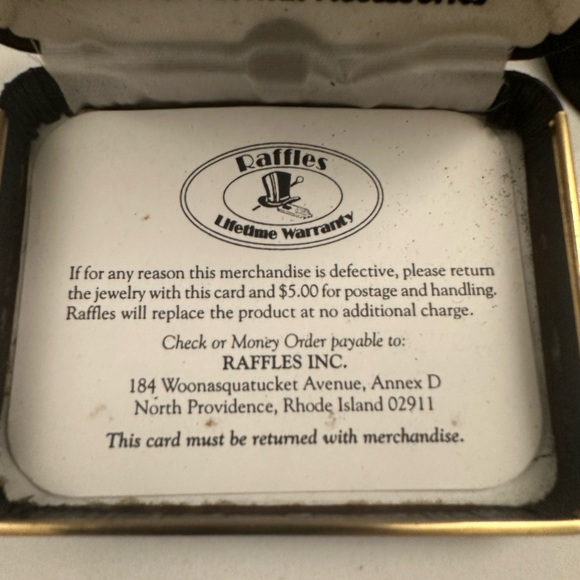 Raffles
Lifetime Warranty
If for any reason this merchandise is defective, please return
the jewelry with this card and $5.00 for postage and handling.
Raffles will replace the product at no additional charge.
Check or Money Order payable to:
RAFFLES INC.
184 Woonasquatucket Avenue, Annex D
North Providence, Rhode Island 02911
This card must be returned with merchandise.